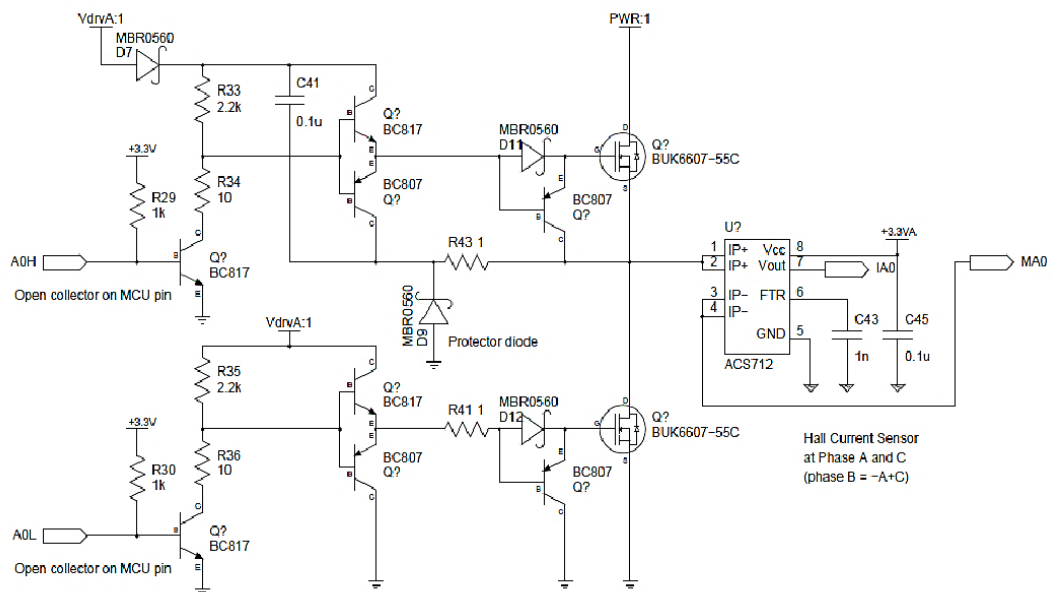 VdrvA:1
PWR:1
MBR0560
D7
R33
2.2k
C41
0.1u
C
Q?
BC817
B
E
+3.3V
R29
1k
R34
10
E
BC807
Q?
B
C
MBR0560
D11
E
BC807
Q?
B
C
D
G
S
Q?
BUK6607-55C
A0H
B
C
E
Q?
BC817
Open collector on MCU pin
R43 1
MBR0560
D9
Protector diode
U?
1 IP+ Vcc 8
2 IP+ Vout 7
3 IP- FTR 6
4 IP-
GND 5
ACS712
+3.3VA
IA0
MA0
C43
1n
C45
0.1u
VdrvA:1
R35
2.2k
C
Q?
BC817
B
E
+3.3V
R30
1k
R36
10
E
BC807
Q?
B
C
R41 1
MBR0560
D12
E
BC807
Q?
B
C
D
G
S
Q?
BUK6607-55C
Hall Current Sensor
at Phase A and C
(phase B = -A+C)
A0L
B
C
E
Q?
BC817
Open collector on MCU pin